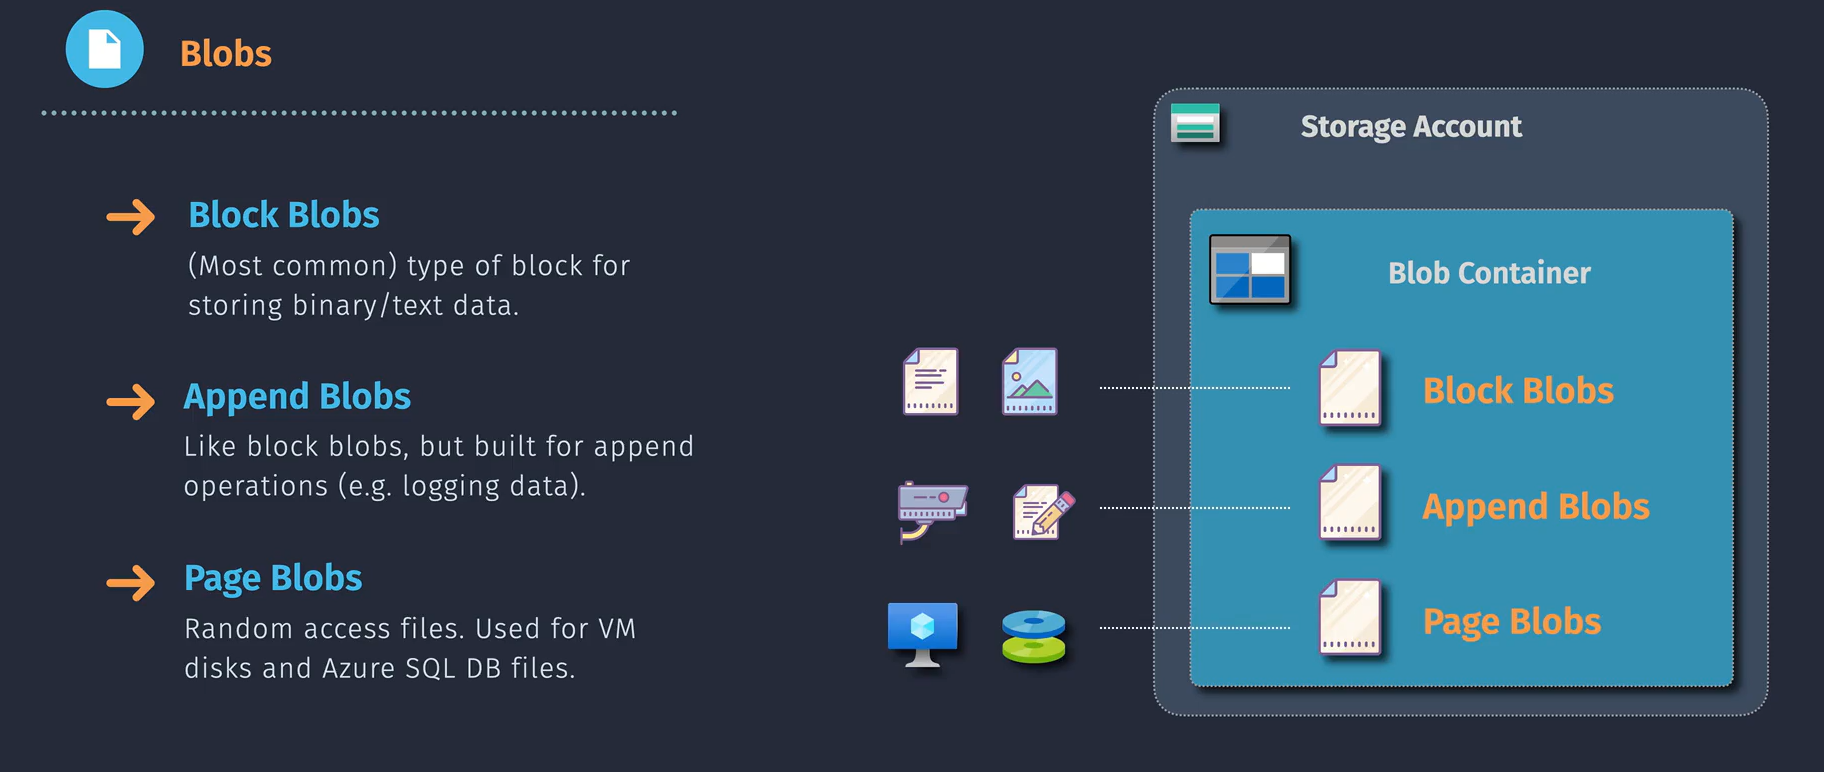 Blobs
Block Blobs
(Most common) type of block for
storing binary/text data.
Append Blobs
Like block blobs, but built for append
operations (e.g. logging data).
Page Blobs
Random access files. Used for VM
disks and Azure SQL DB files.
Storage Account
Blob Container
Block Blobs
Append Blobs
Page Blobs